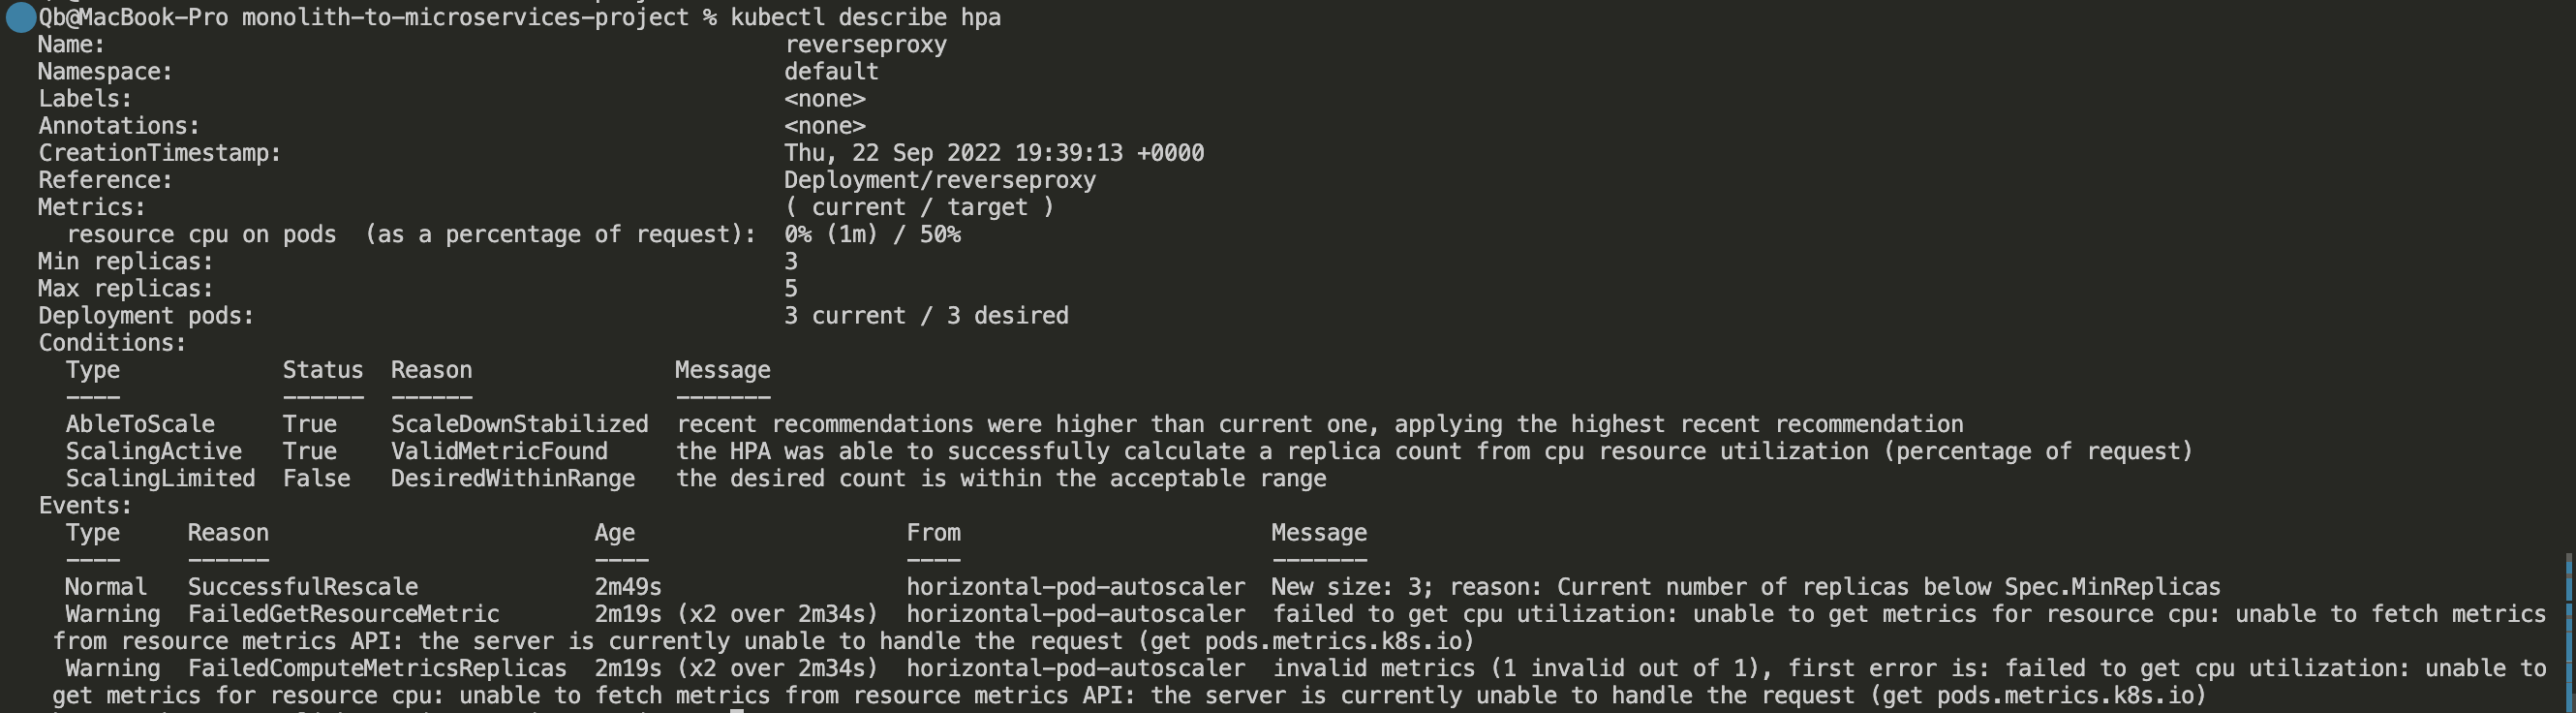 Qb@MacBook-Pro monolith-to-microservices-project % kubectl describe hpa
Name:                                                  reverseproxy
Namespace:                                             default
Labels:                                                <none>
Annotations:                                           <none>
CreationTimestamp:                                     Thu, 22 Sep 2022 19:39:13 +0000
Reference:                                             Deployment/reverseproxy
Metrics:                                               ( current / target )
  resource cpu on pods  (as a percentage of request):  0% (1m) / 50%
Min replicas:                                          3
Max replicas:                                          5
Deployment pods:                                       3 current / 3 desired
Conditions:
  Type            Status  Reason               Message
  ----            ------  ------               -------
  AbleToScale     True    ScaleDownStabilized  recent recommendations were higher than current one, applying the highest recent recommendation
  ScalingActive   True    ValidMetricFound     the HPA was able to successfully calculate a replica count from cpu resource utilization (percentage of request)
  ScalingLimited  False   DesiredWithinRange   the desired count is within the acceptable range
Events:
  Type     Reason                        Age                    From                       Message
  ----     ------                        ----                   ----                       -------
  Normal   SuccessfulRescale             2m49s                  horizontal-pod-autoscaler  New size: 3; reason: Current number of replicas below Spec.MinReplicas
  Warning  FailedGetResourceMetric       2m19s (x2 over 2m34s)  horizontal-pod-autoscaler  failed to get cpu utilization: unable to get metrics for resource cpu: unable to fetch metrics
 from resource metrics API: the server is currently unable to handle the request (get pods.metrics.k8s.io)
  Warning  FailedComputeMetricsReplicas  2m19s (x2 over 2m34s)  horizontal-pod-autoscaler  invalid metrics (1 invalid out of 1), first error is: failed to get cpu utilization: unable to
 get metrics for resource cpu: unable to fetch metrics from resource metrics API: the server is currently unable to handle the request (get pods.metrics.k8s.io)